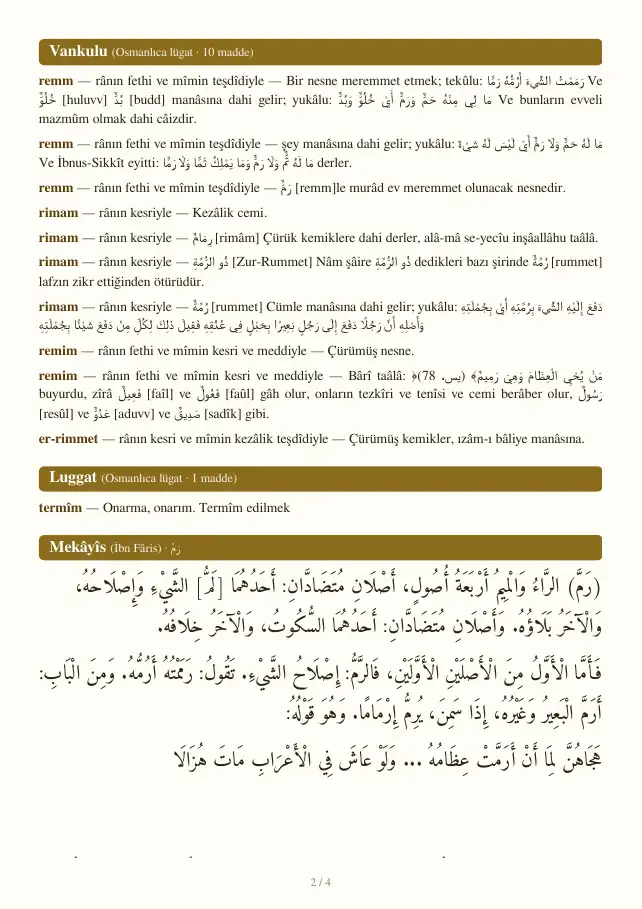 Vankulu (Osmanlıca lügat · 10 madde)
remm — rânın fethi ve mîmin teşdîdiyle — Bir nesne meremmet etmek; tekûlu: رَمَمْتُ الشَّيْءَ أَرُمُّهُ رَمًّا Ve
خُلُوٌّ [huluvv] بُدٌّ [budd] manâsına dahi gelir; yukâlu: مَا لِي مِنْهُ حَمٌّ وَرَمٌّ أَيْ خُلُوٌّ وَبُدٌّ Ve bunların evveli
mazmûm olmak dahi câizdir.
remm — rânın fethi ve mîmin teşdîdiyle — şey manâsına dahi gelir; yukâlu: مَا لَهُ حَمٌّ وَلَا رَمٌّ أَيْ لَيْسَ لَهُ شَيْءٌ
Ve İbnus-Sikkît eyitti: مَا لَهُ ثُمٌّ وَلَا رُمٌّ وَمَا يَمْلِكُ ثَمًّا وَلَا رَمًّا derler.
remm — rânın fethi ve mîmin teşdîdiyle — رَمٌّ [remm]le murâd ev meremmet olunacak nesnedir.
rimam — rânın kesriyle — Kezâlik cemi.
rimam — rânın kesriyle — رِمَامٌ [rimâm] Çürük kemiklere dahi derler, alâ-mâ se-yecîu inşâallâhu taâlâ.
rimam — rânın kesriyle — ذُو الرُّمَّةِ [Zur-Rummet] Nâm şâire ذُو الرُّمَّةِ dedikleri bazı şirinde رُمَّةٌ [rummet]
lafzın zikr ettiğinden ötürüdür.
rimam — rânın kesriyle — رُمَّةٌ [rummet] Cümle manâsına dahi gelir; yukâlu: دَفَعَ إِلَيْهِ الشَّيْءَ بِرُمَّتِهِ أَيْ بِجُمْلَتِهِ
وَأَصْلِهِ أَنَّ رَجُلًا دَفَعَ إِلَى رَجُلٍ بَعِيرًا بِحَبْلٍ فِي عُنُقِهِ فَقِيلَ ذَلِكَ لِكُلِّ مِنْ دَفَعَ شَيْئًا بِجُمْلَتِهِ
remim — rânın fethi ve mîmin kesri ve meddiyle — Çürümüş nesne.
remim — rânın fethi ve mîmin kesri ve meddiyle — Bârî taâlâ: مَنْ يُحْيِ الْعِظَامَ وَهِيَ رَمِيمٌ﴾ (يس، 78)﴿
buyurdu, zîrâ فَعِيلٌ [faîl] ve فَعُولٌ [faûl] gâh olur, onların tezkîri ve tenîsi ve cemi berâber olur, رَسُولٌ
[resûl] ve عَدُوٌّ [aduvv] ve صَدِيقٌ [sadîk] gibi.
er-rimmet — rânın kesri ve mîmin kezâlik teşdîdiyle — Çürümüş kemikler, ızâm-ı bâliye manâsına.
Luggat (Osmanlıca lügat · 1 madde)
termîm — Onarma, onarım. Termîm edilmek
Mekâyîs (İbn Fâris) · رَمّ
(رَمَّ) الرَّاءُ وَالْمِيمُ أَرْبَعَةُ أُصُولٍ، أَصْلَانِ مُتَضَادَّانِ: أَحَدُهُمَا [لَمُّ] الشَّيْءِ وَإِصْلَاحُهُ،
وَالْآخَرُ بَلَاؤُهُ. وَأَصْلَانِ مُتَضَادَّانِ: أَحَدُهُمَا السُّكُوتُ، وَالْآخَرُ خِلَافُهُ.
فَأَمَّا الْأَوَّلُ مِنَ الْأَصْلَيْنِ الْأَوَّلَيْنِ، فَالرَّمُّ: إِصْلَاحُ الشَّيْءِ. تَقُولُ: رَمَمْتُهُ أَرُمُّهُ. وَمِنَ الْبَابِ:
أَرَمَّ الْبَعِيرُ وَغَيْرُهُ، إِذَا سَمِنَ، يُرِمُّ إِرْمَامًا. وَهُوَ قَوْلُهُ:
هَجَاهُنَّ لِمَا أَنْ أَرَمَّتْ عِظَامُهُ ... وَلَوْ عَاشَ فِي الْأَعْرَابِ مَاتَ هُزَالَا
2 / 4